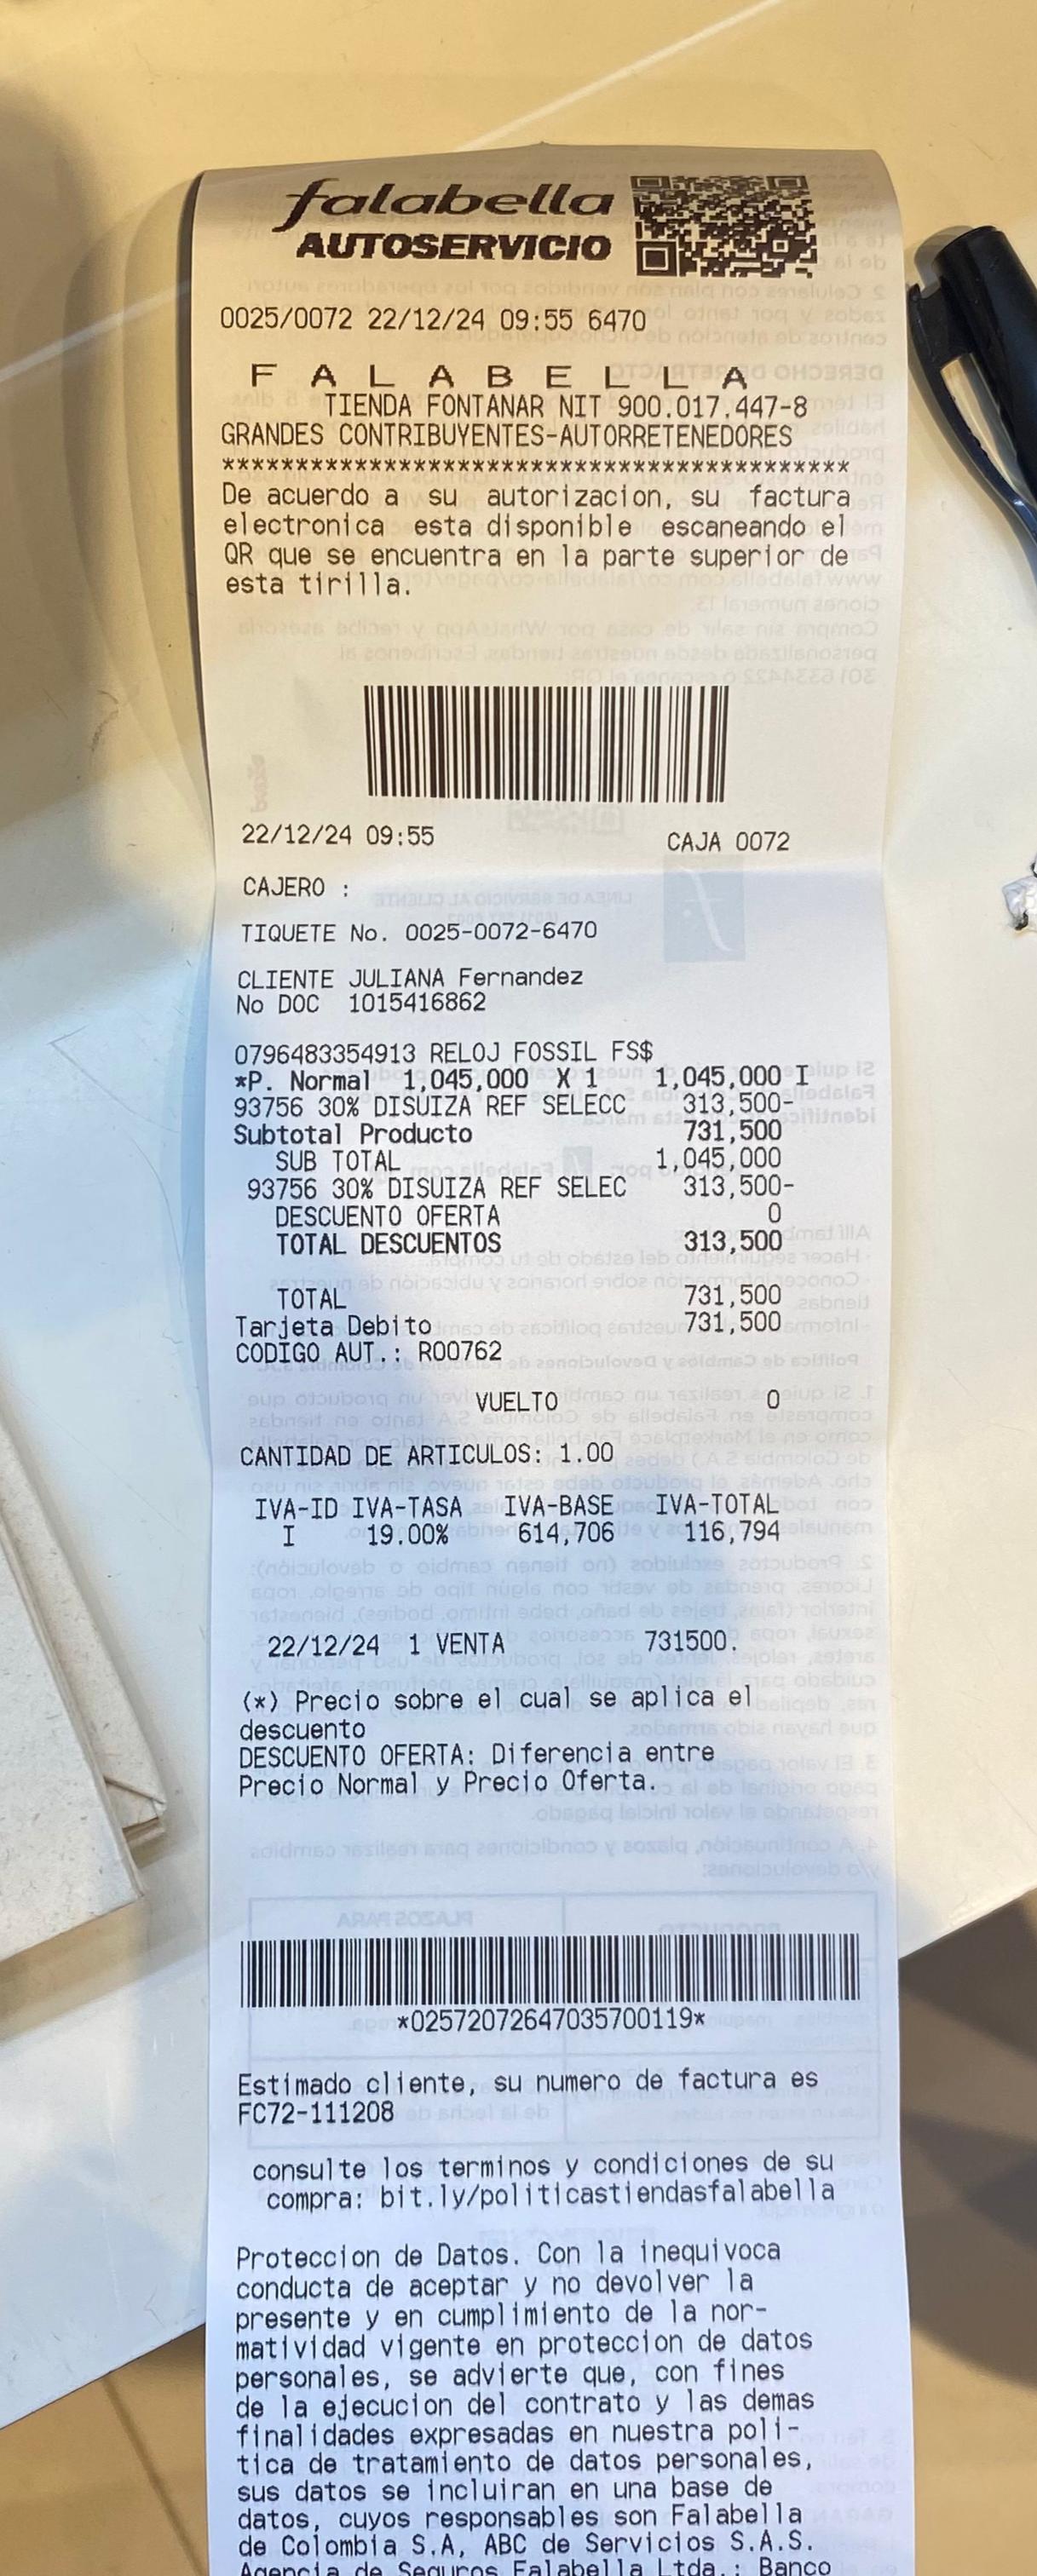 falabella
AUTOSERVICIO
0025/0072 22/12/24 09:55 6470
F A L A B E L L A
TIENDA FONTANAR NIT 900.017.447-8
GRANDES CONTRIBUYENTES-AUTORRETENEDORES
*******************************************
De acuerdo a su autorizacion, su factura
electronica esta disponible escaneando el
QR que se encuentra en la parte superior de
esta tirilla.
22/12/24 09:55 CAJA 0072
CAJERO :
TIQUETE No. 0025-0072-6470
CLIENTE JULIANA Fernandez
No DOC 1015416862
0796483354913 RELOJ FOSSIL FS$
*P. Normal 1,045,000 X 1 1,045,000 I
93756 30% DISUIZA REF SELECC 313,500-
Subtotal Producto 731,500
SUB TOTAL 1,045,000
93756 30% DISUIZA REF SELEC 313,500-
DESCUENTO OFERTA 0
TOTAL DESCUENTOS 313,500
TOTAL 731,500
Tarjeta Debito 731,500
CODIGO AUT.: R00762
VUELTO 0
CANTIDAD DE ARTICULOS: 1.00
IVA-ID IVA-TASA IVA-BASE IVA-TOTAL
I 19.00% 614,706 116,794
22/12/24 1 VENTA 731500.
(*) Precio sobre el cual se aplica el
descuento
DESCUENTO OFERTA: Diferencia entre
Precio Normal y Precio Oferta.
*02572072647035700119*
Estimado cliente, su numero de factura es
FC72-111208
consulte los terminos y condiciones de su
compra: bit.ly/politicastiendasfalabella
Proteccion de Datos. Con la inequivoca
conducta de aceptar y no devolver la
presente y en cumplimiento de la nor-
matividad vigente en proteccion de datos
personales, se advierte que, con fines
de la ejecucion del contrato y las demas
finalidades expresadas en nuestra poli-
tica de tratamiento de datos personales,
sus datos se incluiran en una base de
datos, cuyos responsables son Falabella
de Colombia S.A, ABC de Servicios S.A.S.
Agencia de Seguros Falabella Ltda.; Banco